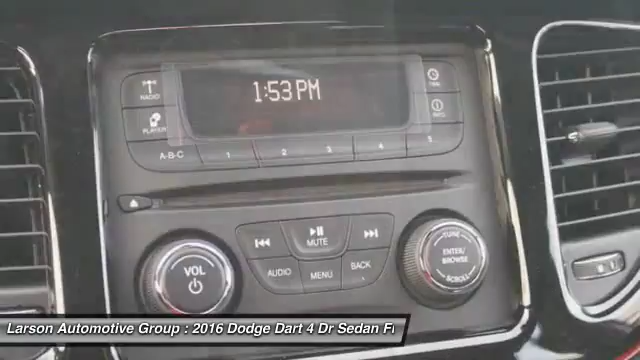 1:53 PM
RADIO
TIME
PLAYER
INFO
A-B-C 1 2 3 4 5
MUTE
AUDIO MENU BACK
VOL
TUNE
ENTER/
BROWSE
SCROLL
Larson Automotive Group : 2016 Dodge Dart 4 Dr Sedan F